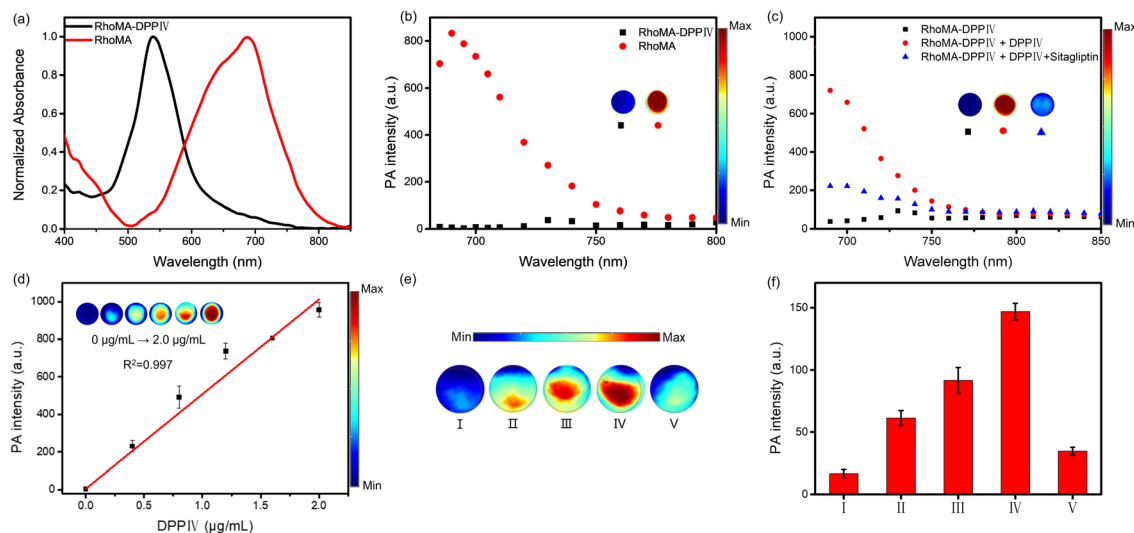 (a)
RhoMA-DPPⅣ
RhoMA
Normalized Absorbance
1.0
0.8
0.6
0.4
0.2
0.0
400 500 600 700 800
Wavelength (nm)
(b)
RhoMA-DPPⅣ
RhoMA
PA intensity (a.u.)
800
600
400
200
0
700 750 800
Wavelength (nm)
Max
Min
(c)
RhoMA-DPPⅣ
RhoMA-DPPⅣ + DPPⅣ
RhoMA-DPPⅣ + DPPⅣ+Sitagliptin
PA intensity (a.u.)
1000
800
600
400
200
0
700 750 800 850
Wavelength (nm)
Max
Min
(d)
0 µg/mL → 2.0 µg/mL
R²=0.997
PA intensity (a.u.)
1000
800
600
400
200
0
0.0 0.5 1.0 1.5 2.0
DPPⅣ (µg/mL)
Max
Min
(e)
Min Max
Ⅰ Ⅱ Ⅲ Ⅳ Ⅴ
(f)
PA intensity (a.u.)
150
100
50
0
Ⅰ Ⅱ Ⅲ Ⅳ Ⅴ